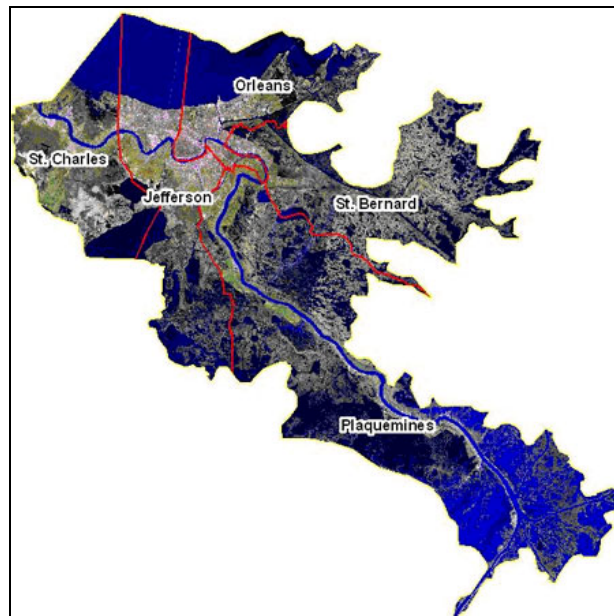 Orleans
St. Charles
Jefferson
St. Bernard
Plaquemines